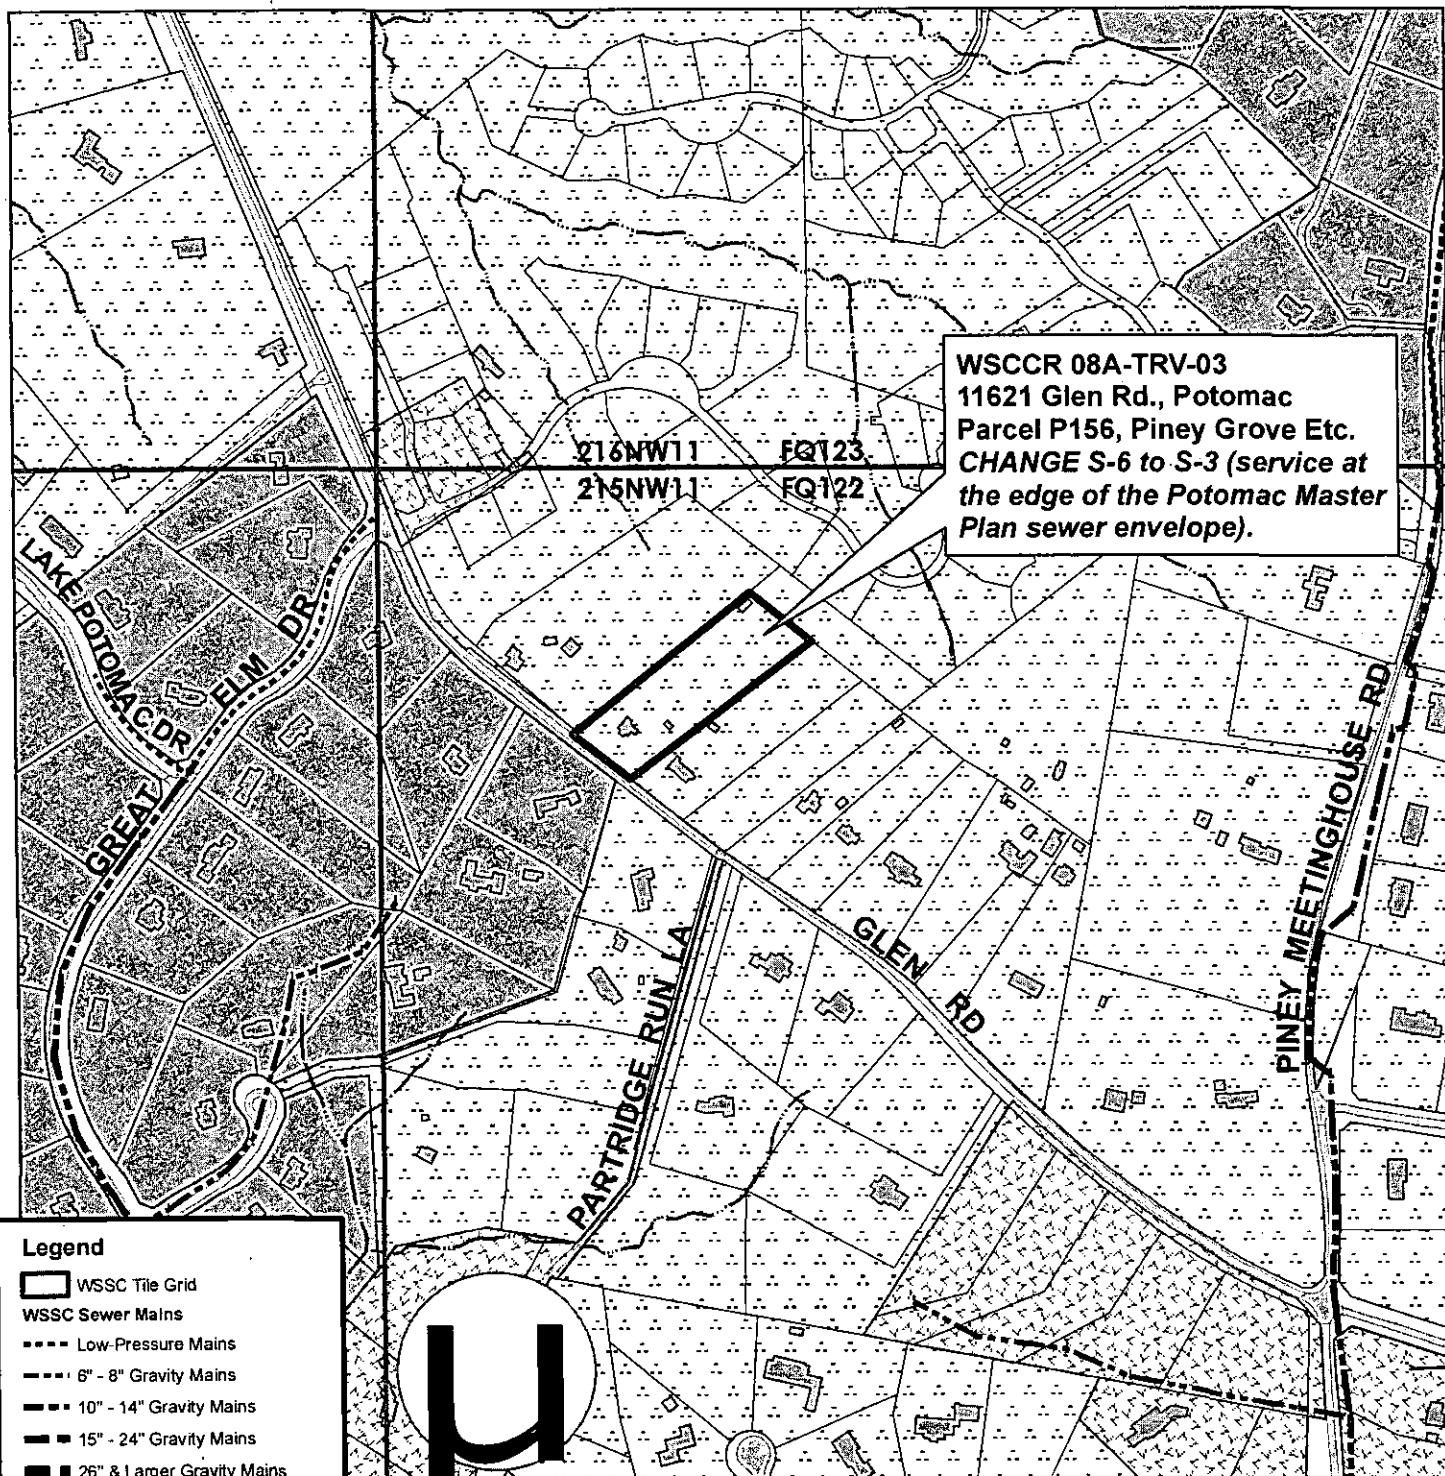 WSCCR 08A-TRV-03
11621 Glen Rd., Potomac
Parcel P156, Piney Grove Etc.
CHANGE S-6 to S-3 (service at
the edge of the Potomac Master
Plan sewer envelope).
216NW11 FQ123
215NW11 FQ122
LAKE POTOMAC DR
GREAT ELM DR
PINEY MEETINGHOUSE RD
GLEN RD
PARTRIDGE RUN LA
Legend
WSSC Tile Grid
WSSC Sewer Mains
Low-Pressure Mains
6" - 8" Gravity Mains
10" - 14" Gravity Mains
15" - 24" Gravity Mains
26" & Larger Gravity Mains